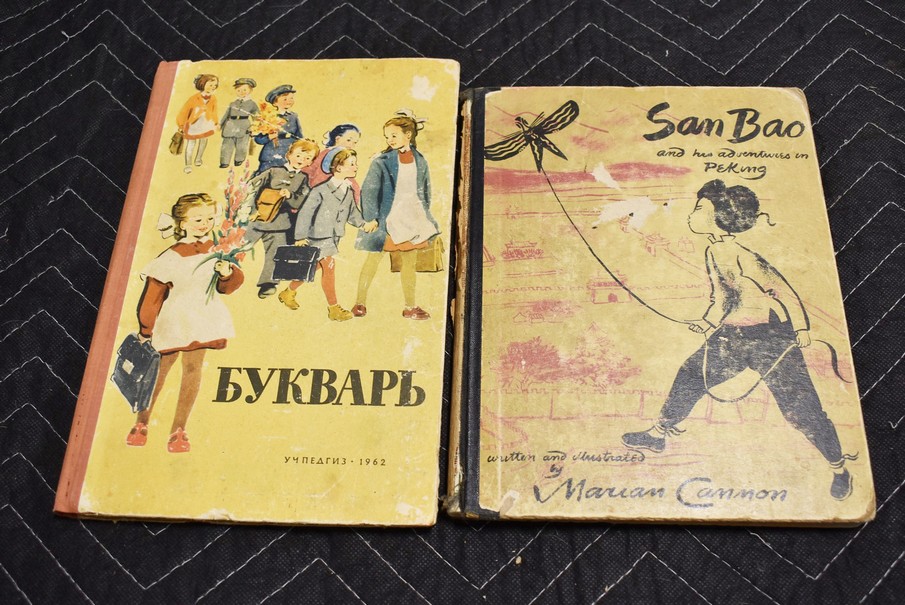 БУКВАРЬ
УЧПЕДГИЗ · 1962
San Bao
and his adventures in
PEKing
written and illustrated
by
Marian Cannon